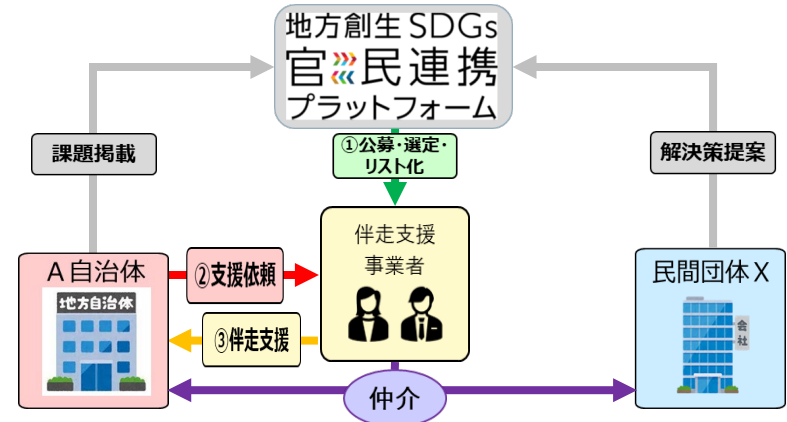 地方創生SDGs
官民連携
プラットフォーム
課題掲載
①公募・選定・
リスト化
解決策提案
伴走支援
事業者
A自治体
地方自治体
②支援依頼
③伴走支援
民間団体X
会社
仲介